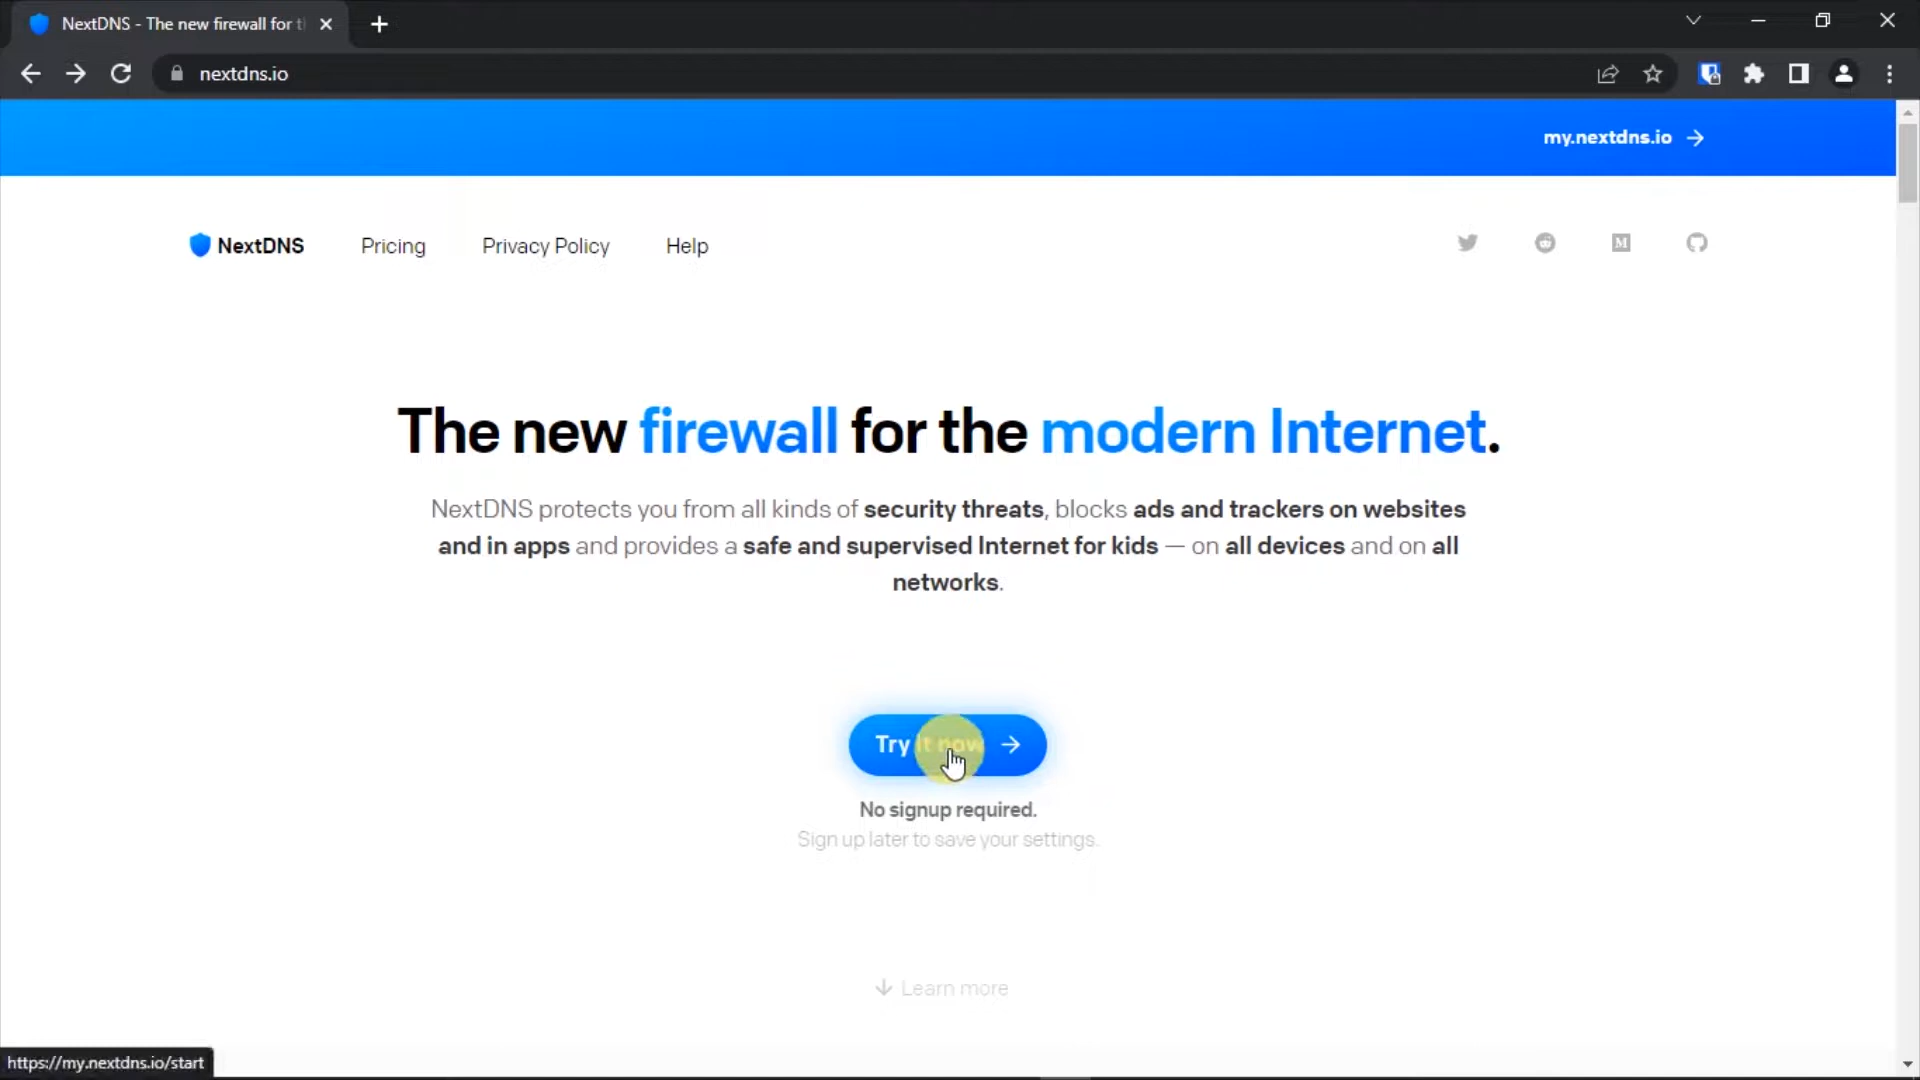 NextDNS - The new firewall for t
nextdns.io
my.nextdns.io
NextDNS
Pricing
Privacy Policy
Help
The new firewall for the modern Internet.
NextDNS protects you from all kinds of security threats, blocks ads and trackers on websites
and in apps and provides a safe and supervised Internet for kids — on all devices and on all
networks.
Try it now
No signup required.
Sign up later to save your settings.
Learn more
https://my.nextdns.io/start